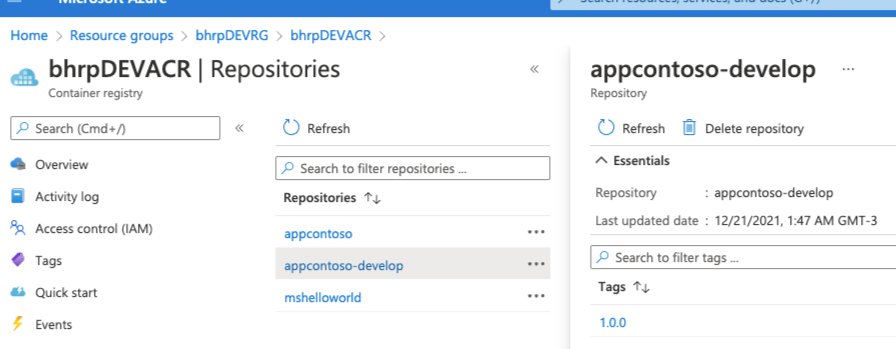 Microsoft Azure
Search resources, services, and docs (G+/)
Home > Resource groups > bhrpDEVRG > bhrpDEVACR >
bhrpDEVACR | Repositories
Container registry
Search (Cmd+/)
Overview
Activity log
Access control (IAM)
Tags
Quick start
Events
Refresh
Search to filter repositories ...
Repositories ↑↓
appcontoso
appcontoso-develop
mshelloworld
appcontoso-develop ...
Repository
Refresh Delete repository
Essentials
Repository : appcontoso-develop
Last updated date : 12/21/2021, 1:47 AM GMT-3
Search to filter tags ...
Tags ↑↓
1.0.0